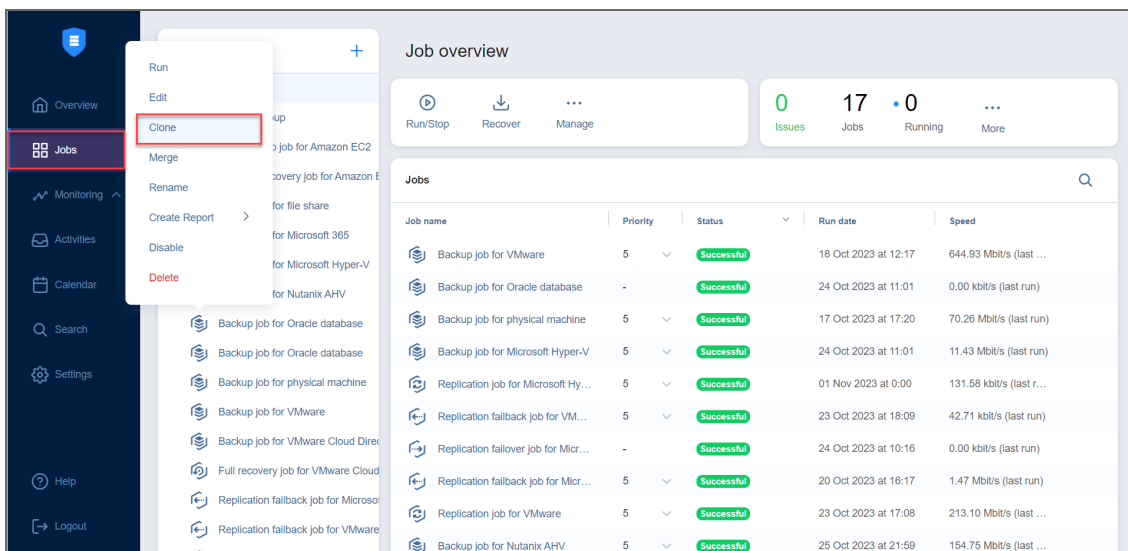 Overview
Jobs
Monitoring
Activities
Calendar
Search
Settings
Help
Logout
Run
Edit
Clone
Merge
Rename
Create Report
Disable
Delete
job for Amazon EC2
job for Amazon
for file share
for Microsoft 365
for Microsoft Hyper-V
for Nutanix AHV
Backup job for Oracle database
Backup job for Oracle database
Backup job for physical machine
Backup job for VMware
Backup job for VMware Cloud
Full recovery job for VMware Cloud
Replication failback job for
Replication failback job for VMware
Job overview
Run/Stop Recover Manage
0 17 0
Issues Jobs Running More
Jobs
Job name Priority Status Run date Speed
Backup job for VMware 5 Successful 18 Oct 2023 at 12:17 644.93 Mbit/s (last ...
Backup job for Oracle database - Successful 24 Oct 2023 at 11:01 0.00 kbit/s (last run)
Backup job for physical machine 5 Successful 17 Oct 2023 at 17:20 70.26 Mbit/s (last run)
Backup job for Microsoft Hyper-V 5 Successful 24 Oct 2023 at 11:01 11.43 Mbit/s (last run)
Replication job for Microsoft Hy... 5 Successful 01 Nov 2023 at 0:00 131.58 kbit/s (last r...
Replication failback job for VM... 5 Successful 23 Oct 2023 at 18:09 42.71 kbit/s (last run)
Replication failover job for Micr... - Successful 24 Oct 2023 at 10:16 0.00 kbit/s (last run)
Replication failback job for Micr... 5 Successful 20 Oct 2023 at 16:17 1.47 Mbit/s (last run)
Replication job for VMware 5 Successful 23 Oct 2023 at 17:08 213.10 Mbit/s (last ...
Backup job for Nutanix AHV 5 Successful 25 Oct 2023 at 21:59 154.75 Mbit/s (last ...